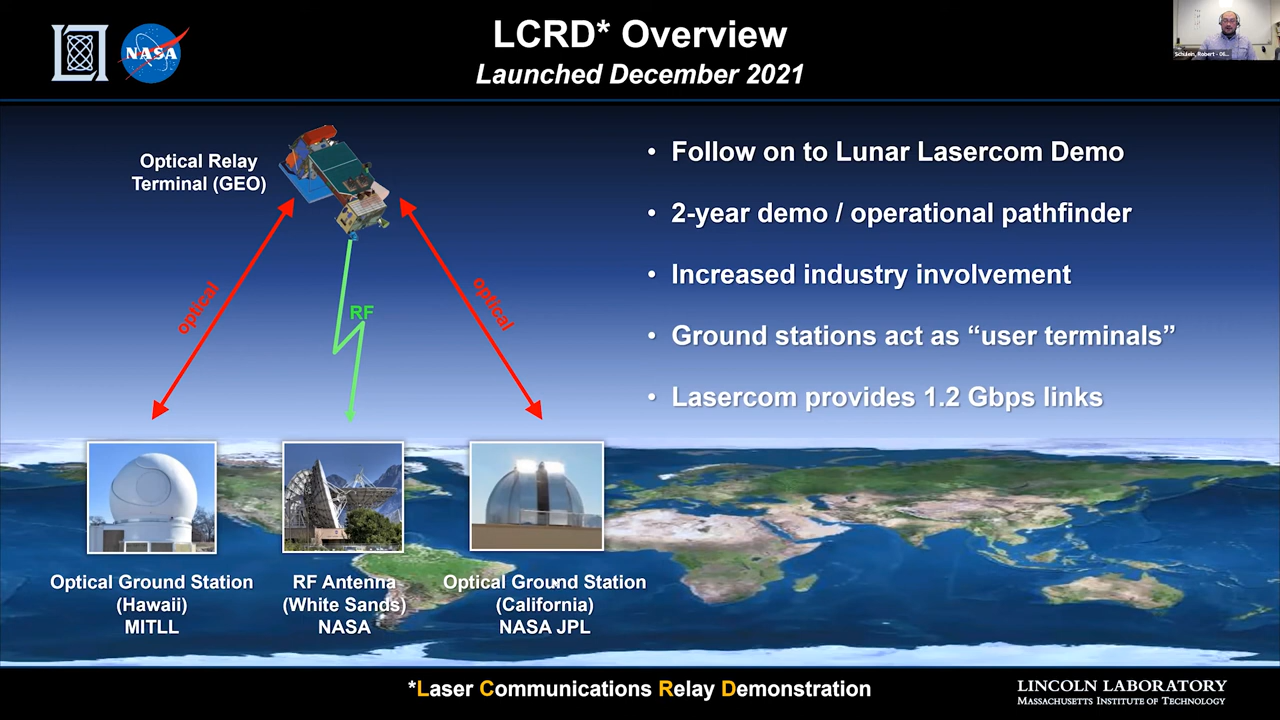 LCRD* Overview
Launched December 2021
NASA
Schulein, Robert - 06...
Optical Relay
Terminal (GEO)
optical
RF
optical
• Follow on to Lunar Lasercom Demo
• 2-year demo / operational pathfinder
• Increased industry involvement
• Ground stations act as “user terminals”
• Lasercom provides 1.2 Gbps links
Optical Ground Station
(Hawaii)
MITLL
RF Antenna
(White Sands)
NASA
Optical Ground Station
(California)
NASA JPL
*Laser Communications Relay Demonstration
LINCOLN LABORATORY
MASSACHUSETTS INSTITUTE OF TECHNOLOGY